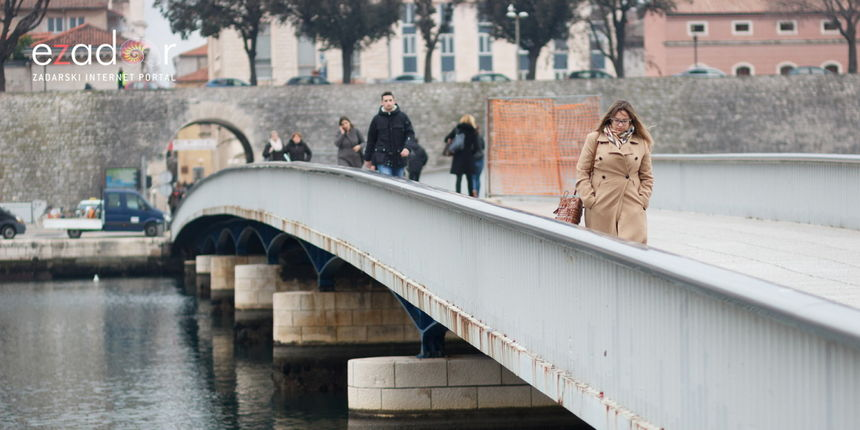 ezadar
ZADARSKI INTERNET PORTAL